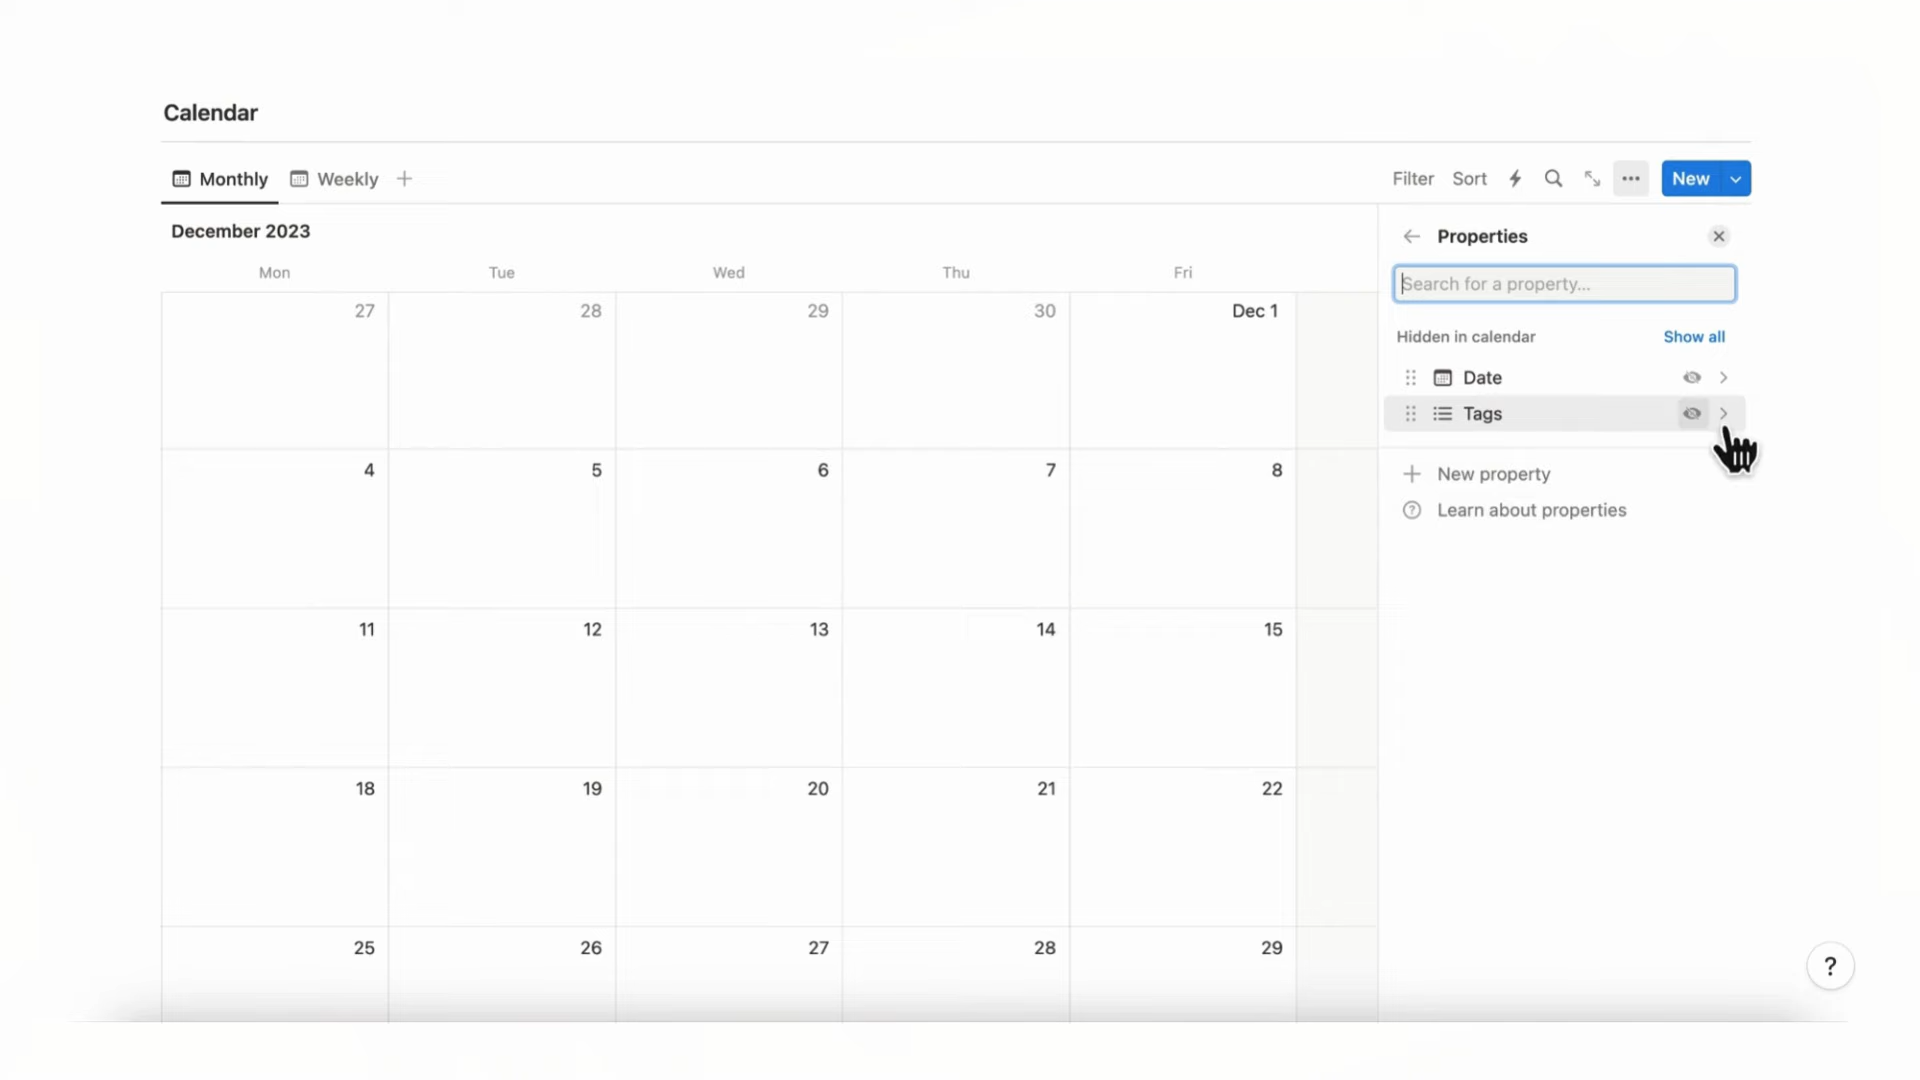 Calendar
Monthly Weekly Filter Sort New
December 2023
Mon Tue Wed Thu Fri
27 28 29 30 Dec 1
4 5 6 7 8
11 12 13 14 15
18 19 20 21 22
25 26 27 28 29
Properties
Search for a property...
Hidden in calendar Show all
Date
Tags
New property
Learn about properties
?